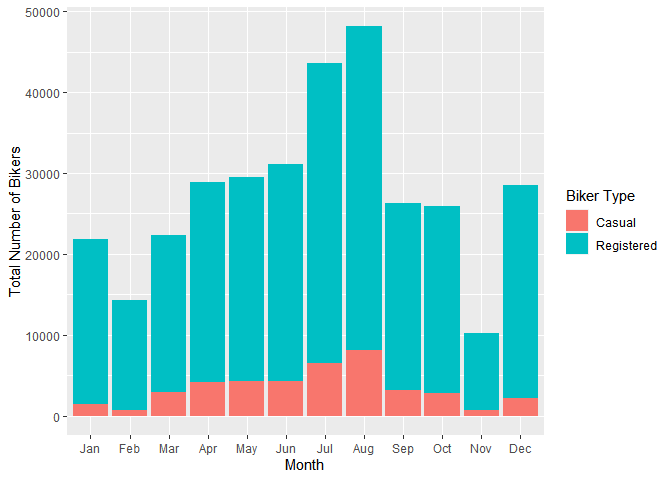 50000
40000
30000
20000
10000
0
Total Number of Bikers
Jan Feb Mar Apr May Jun Jul Aug Sep Oct Nov Dec
Month
Biker Type
Casual
Registered